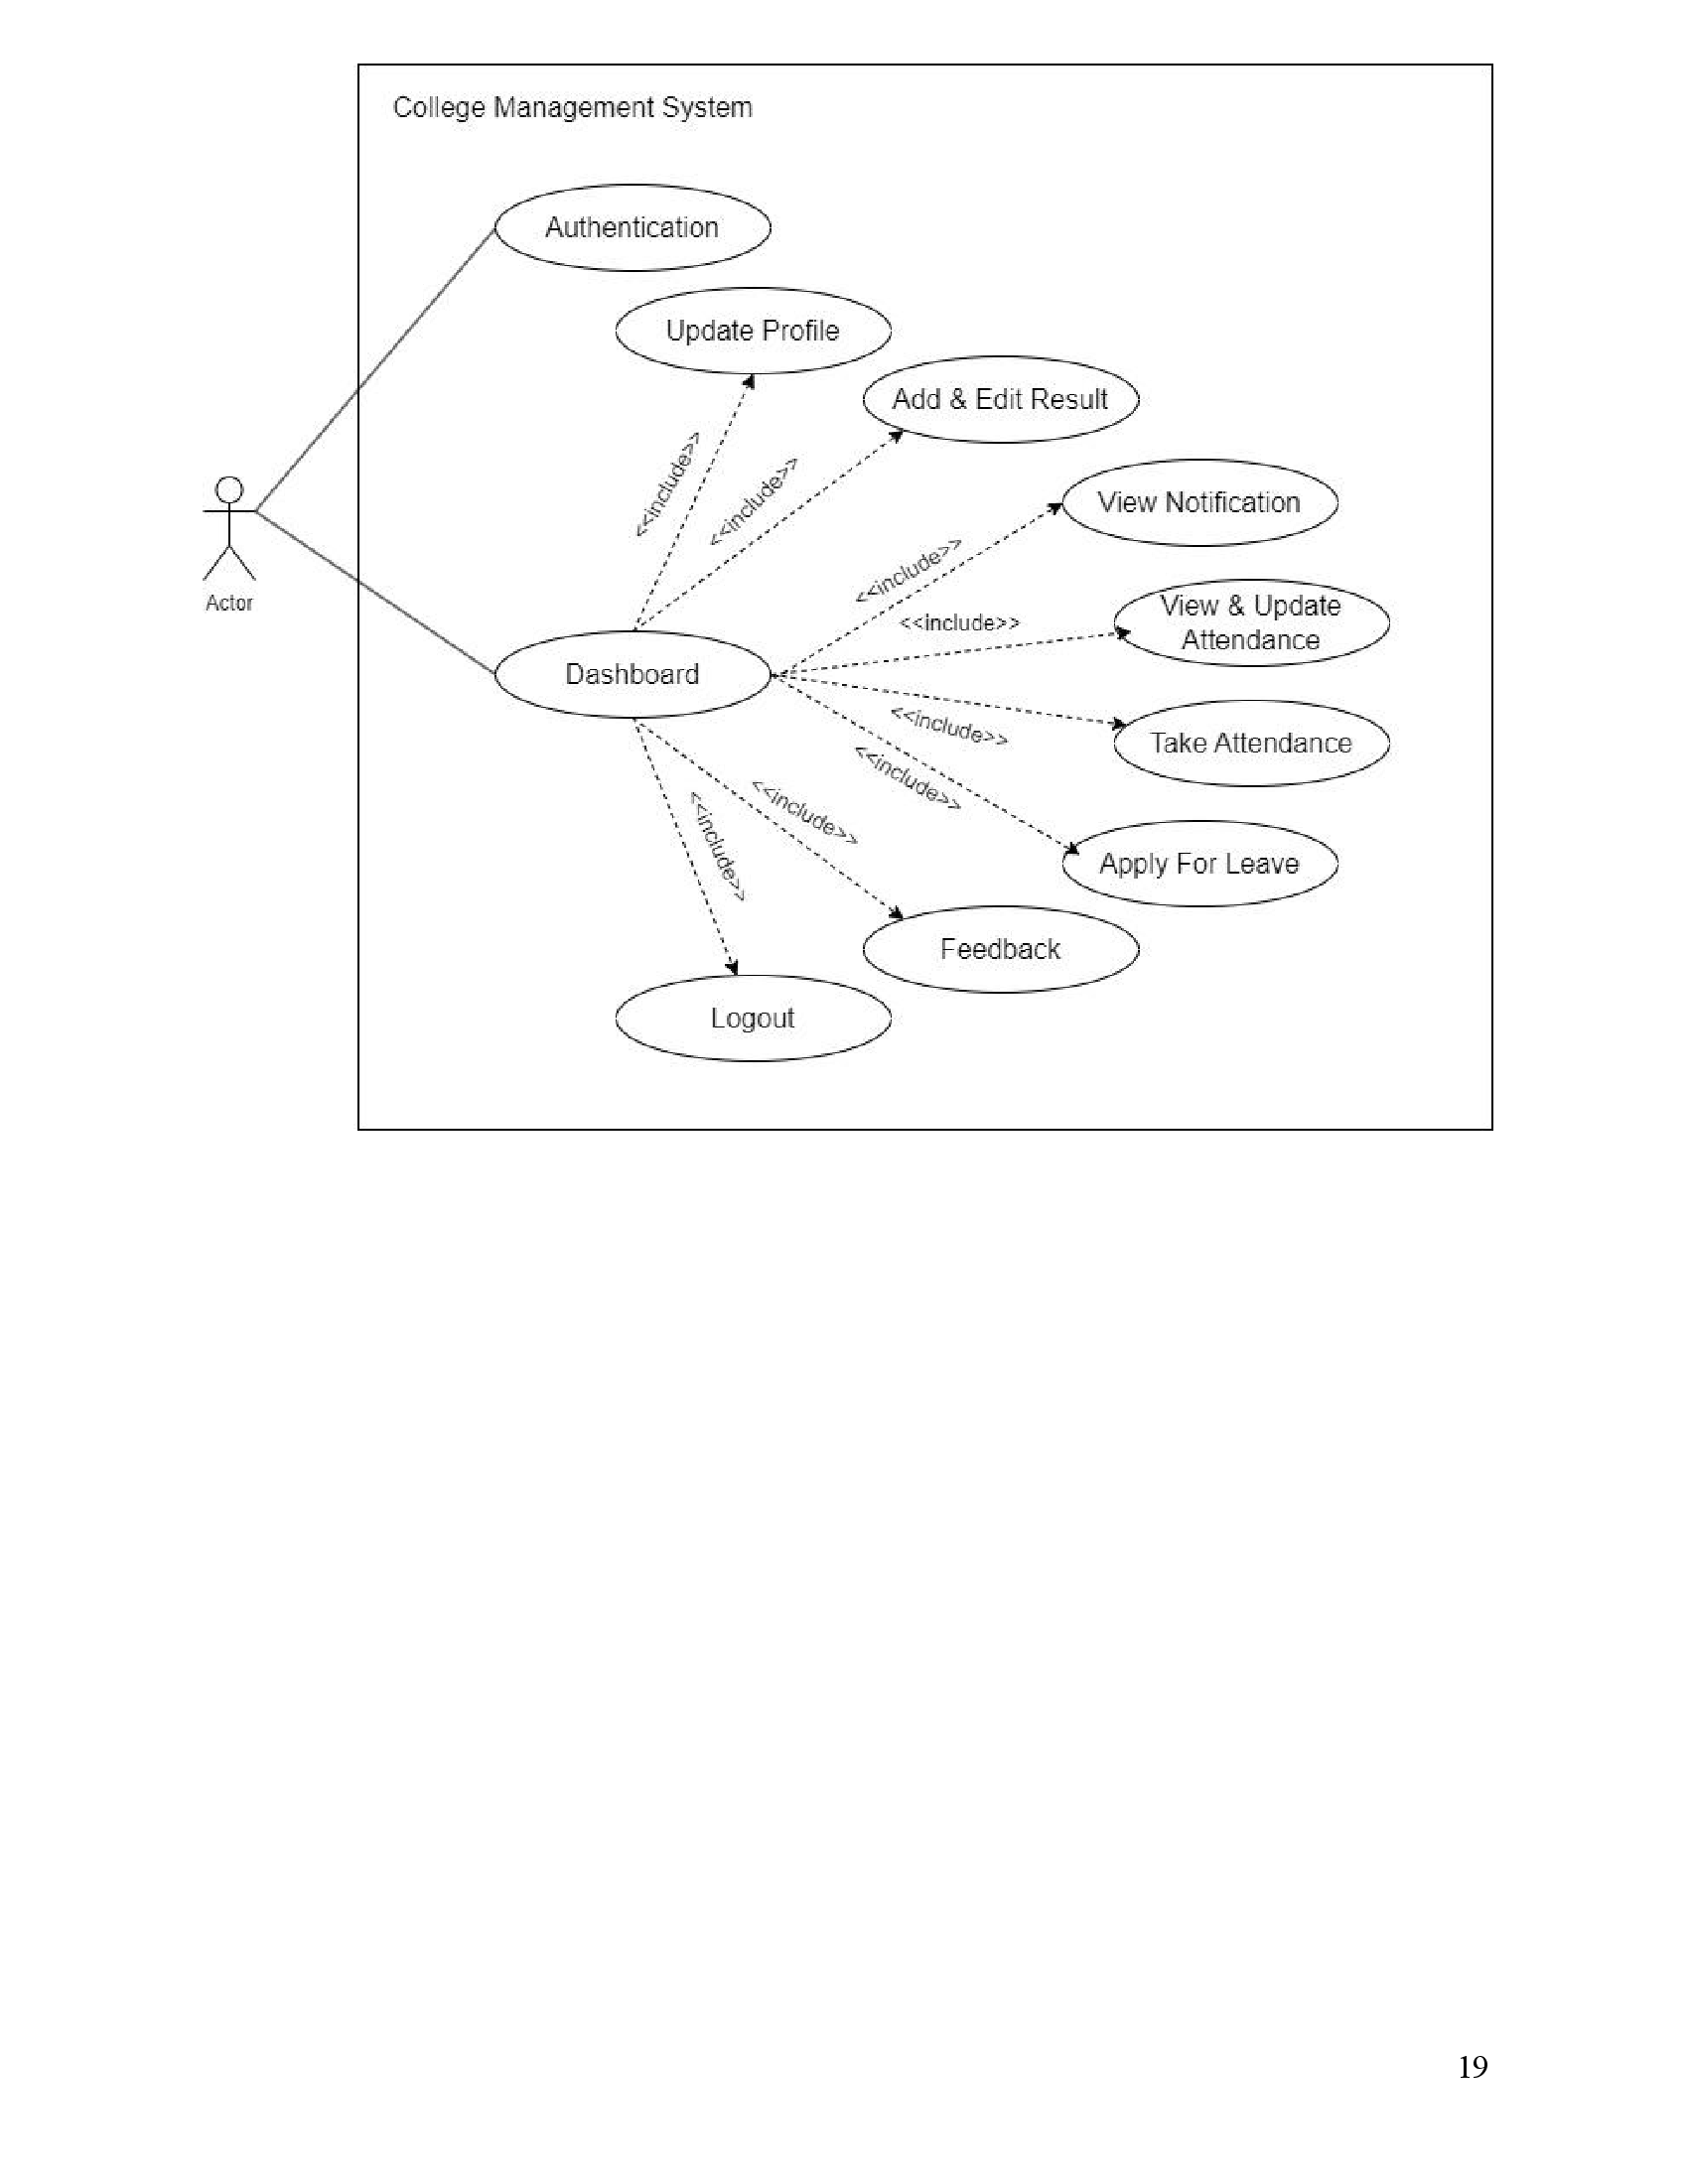 College Management System
Authentication
Update Profile
Add & Edit Result
<<include>>
<<include>>
View Notification
<<include>>
Actor
View & Update
Attendance
<<include>>
Dashboard
<<include>>
Take Attendance
<<include>>
<<include>>
<<include>>
Apply For Leave
Feedback
Logout
19